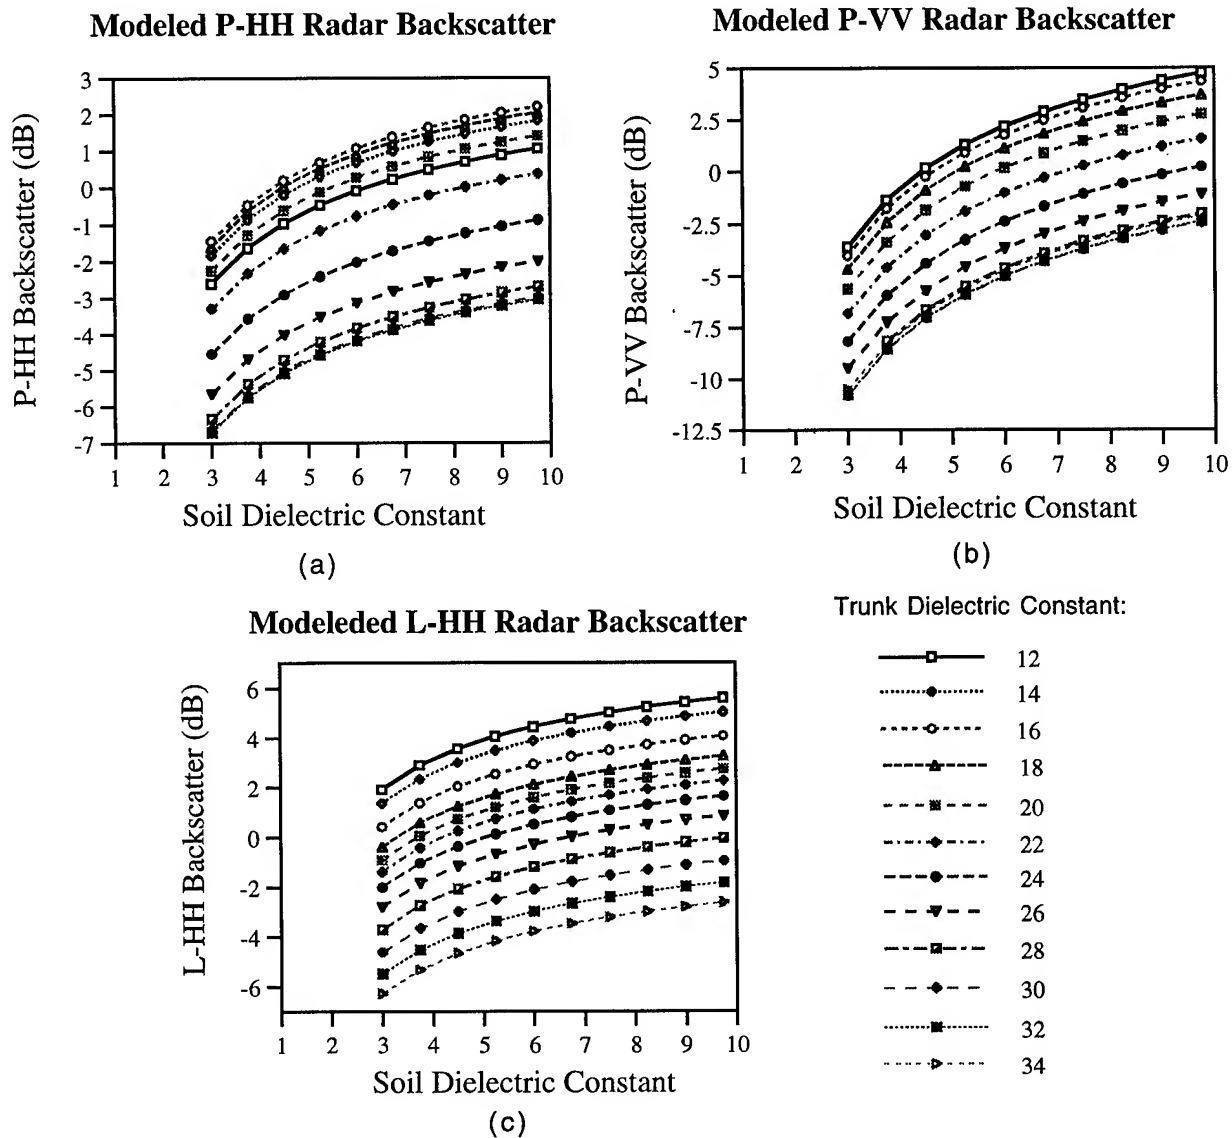 Modeled P-HH Radar Backscatter
P-HH Backscatter (dB)
3
2
1
0
-1
-2
-3
-4
-5
-6
-7
1 2 3 4 5 6 7 8 9 10
Soil Dielectric Constant
(a)
Modeled P-VV Radar Backscatter
P-VV Backscatter (dB)
5
2.5
0
-2.5
-5
-7.5
-10
-12.5
1 2 3 4 5 6 7 8 9 10
Soil Dielectric Constant
(b)
Modeleded L-HH Radar Backscatter
L-HH Backscatter (dB)
6
4
2
0
-2
-4
-6
1 2 3 4 5 6 7 8 9 10
Soil Dielectric Constant
(c)
Trunk Dielectric Constant:
12
14
16
18
20
22
24
26
28
30
32
34